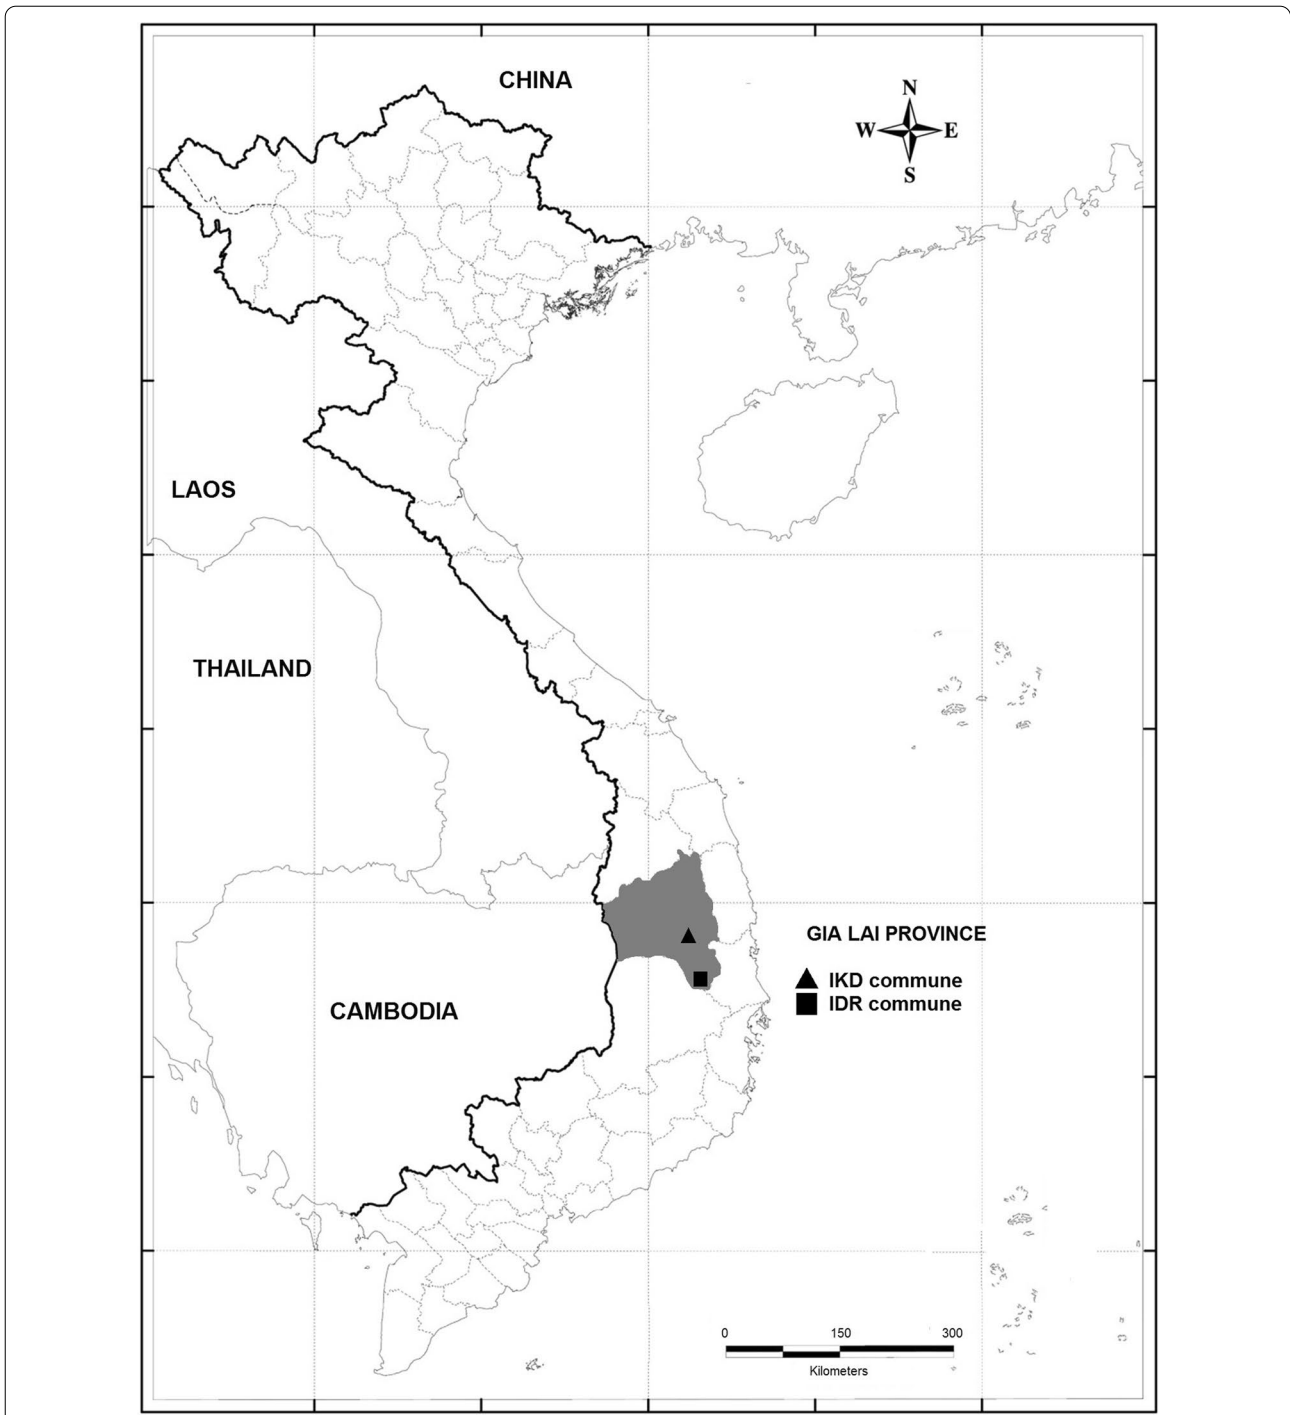 CHINA
N
W E
S
LAOS
THAILAND
GIA LAI PROVINCE
IKD commune
IDR commune
CAMBODIA
0 150 300
Kilometers